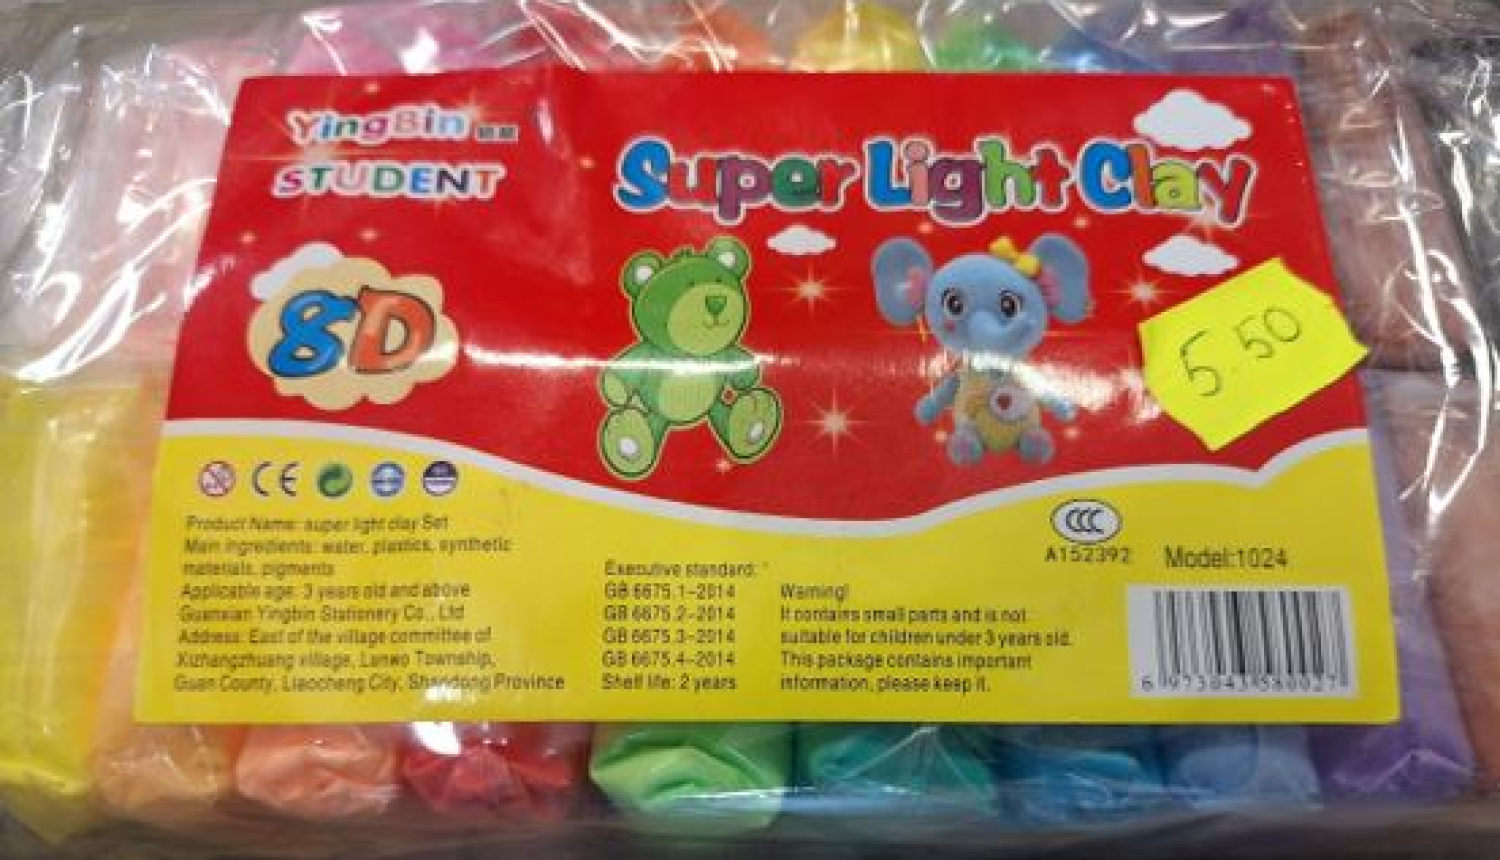 YingBin
STUDENT
Super Light Clay
8D
5.50
CE
Product Name: super light clay Set
Main ingredients: water, plastics, synthetic
materials, pigments
Applicable age: 3 years old and above
Guanxian Yingbin Stationery Co., Ltd
Address: East of the village committee of
Xizhangzhuang village, Lanwo Township,
Guan County, Liaocheng City, Shandong Province
Executive standard:
GB 6675.1-2014
GB 6675.2-2014
GB 6675.3-2014
GB 6675.4-2014
Shelf life: 2 years
Warning!
It contains small parts and is not
suitable for children under 3 years old.
This package contains important
information, please keep it.
CCC
A152392
Model:1024
6 973043 580027